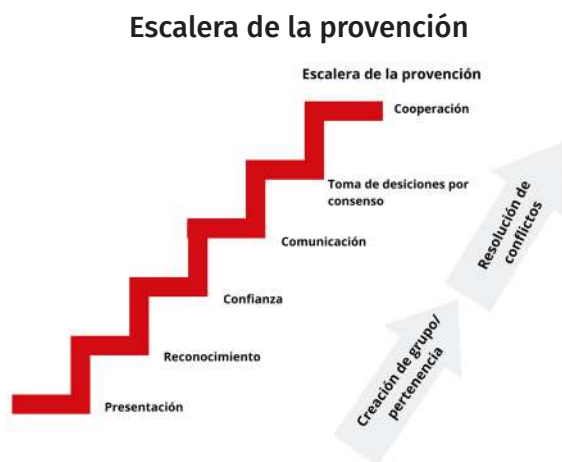 Escalera de la provención
Escalera de la provención
Cooperación
Toma de desiciones por
consenso
Comunicación
Confianza
Reconocimiento
Presentación
Resolución de
conflictos
Creación de grupo/
pertenencia